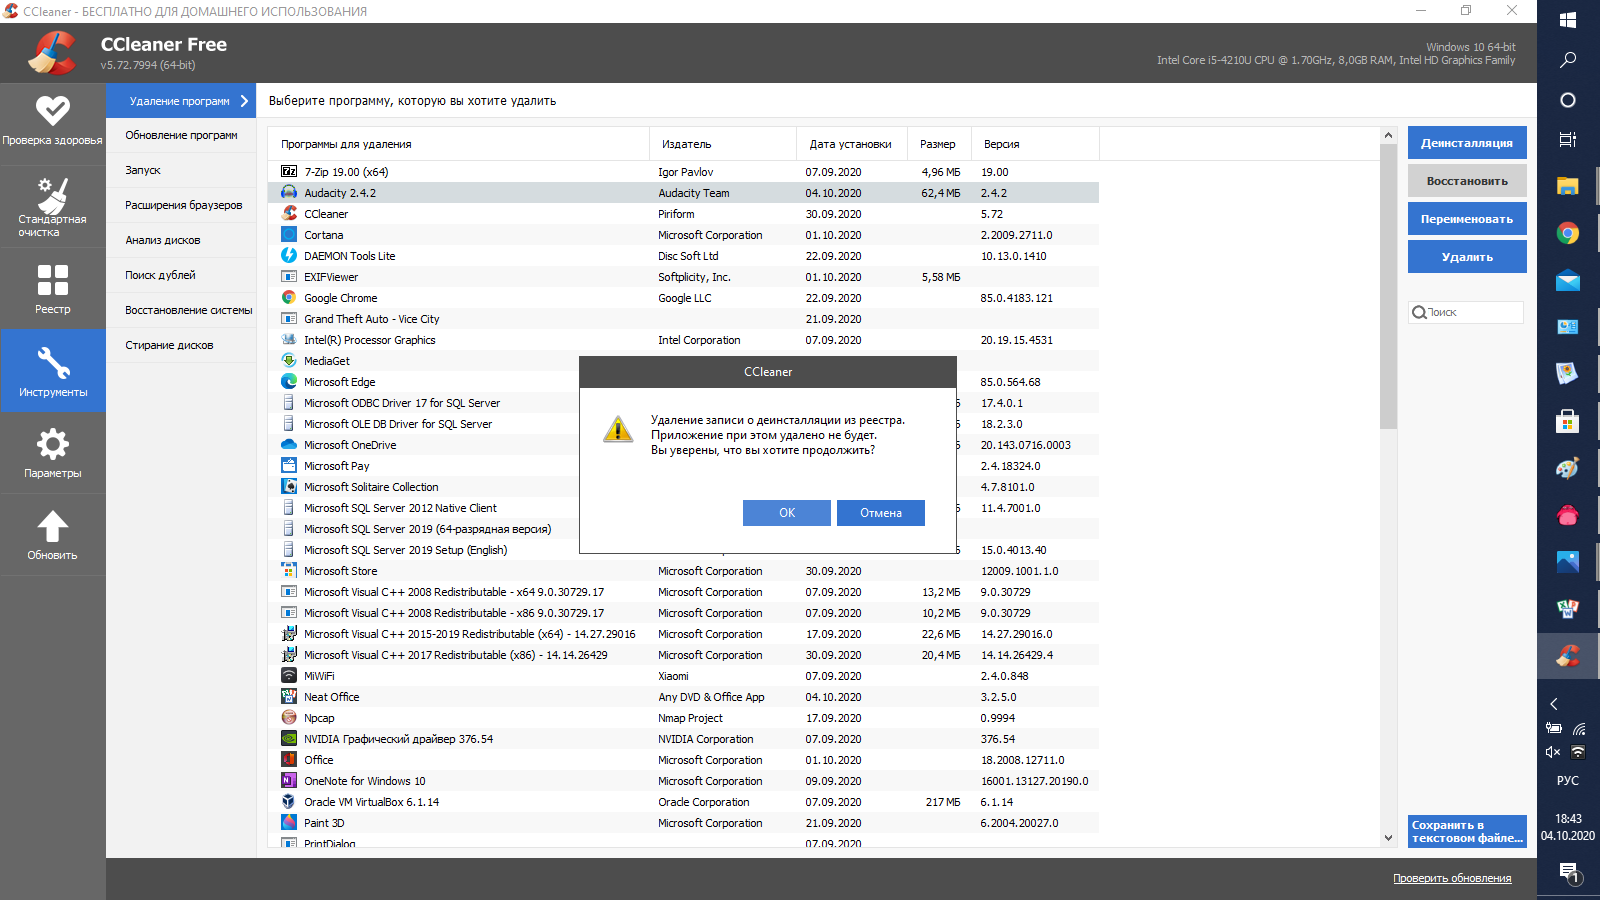 CCleaner - БЕСПЛАТНО ДЛЯ ДОМАШНЕГО ИСПОЛЬЗОВАНИЯ
CCleaner Free
v5.72.7994 (64-bit)
Windows 10 64-bit
Intel Core i5-4210U CPU @ 1.70GHz, 8,0GB RAM, Intel HD Graphics Family
Проверка здоровья
Стандартная
очистка
Реестр
Инструменты
Параметры
Обновить
Удаление программ
Обновление программ
Запуск
Расширения браузеров
Анализ дисков
Поиск дублей
Восстановление системы
Стирание дисков
Выберите программу, которую вы хотите удалить
Программы для удаления Издатель Дата установки Размер Версия
7-Zip 19.00 (x64) Igor Pavlov 07.09.2020 4,96 МБ 19.00
Audacity 2.4.2 Audacity Team 04.10.2020 62,4 МБ 2.4.2
CCleaner Piriform 30.09.2020 5.72
Cortana Microsoft Corporation 01.10.2020 2.2009.2711.0
DAEMON Tools Lite Disc Soft Ltd 22.09.2020 10.13.0.1410
EXIFViewer Softplicity, Inc. 01.10.2020 5,58 МБ
Google Chrome Google LLC 22.09.2020 85.0.4183.121
Grand Theft Auto - Vice City 21.09.2020
Intel(R) Processor Graphics Intel Corporation 07.09.2020 20.19.15.4531
MediaGet
Microsoft Edge 85.0.564.68
Microsoft ODBC Driver 17 for SQL Server 17.4.0.1
Microsoft OLE DB Driver for SQL Server 18.2.3.0
Microsoft OneDrive 20.143.0716.0003
Microsoft Pay 2.4.18324.0
Microsoft Solitaire Collection 4.7.8101.0
Microsoft SQL Server 2012 Native Client 11.4.7001.0
Microsoft SQL Server 2019 (64-разрядная версия)
Microsoft SQL Server 2019 Setup (English) 15.0.4013.40
Microsoft Store Microsoft Corporation 30.09.2020 12009.1001.1.0
Microsoft Visual C++ 2008 Redistributable - x64 9.0.30729.17 Microsoft Corporation 07.09.2020 13,2 МБ 9.0.30729
Microsoft Visual C++ 2008 Redistributable - x86 9.0.30729.17 Microsoft Corporation 07.09.2020 10,2 МБ 9.0.30729
Microsoft Visual C++ 2015-2019 Redistributable (x64) - 14.27.29016 Microsoft Corporation 17.09.2020 22,6 МБ 14.27.29016.0
Microsoft Visual C++ 2017 Redistributable (x86) - 14.14.26429 Microsoft Corporation 30.09.2020 20,4 МБ 14.14.26429.4
MiWiFi Xiaomi 07.09.2020 2.4.0.848
Neat Office Any DVD & Office App 04.10.2020 3.2.5.0
Npcap Nmap Project 17.09.2020 0.9994
NVIDIA Графический драйвер 376.54 NVIDIA Corporation 07.09.2020 376.54
Office Microsoft Corporation 01.10.2020 18.2008.12711.0
OneNote for Windows 10 Microsoft Corporation 09.09.2020 16001.13127.20190.0
Oracle VM VirtualBox 6.1.14 Oracle Corporation 07.09.2020 217 МБ 6.1.14
Paint 3D Microsoft Corporation 21.09.2020 6.2004.20027.0
PrintDialog 07.09.2020
CCleaner
Удаление записи о деинсталляции из реестра.
Приложение при этом удалено не будет.
Вы уверены, что вы хотите продолжить?
OK Отмена
Деинсталляция
Восстановить
Переименовать
Удалить
Поиск
Сохранить в
текстовом файле...
Проверить обновления
РУС
18:43
04.10.2020
1